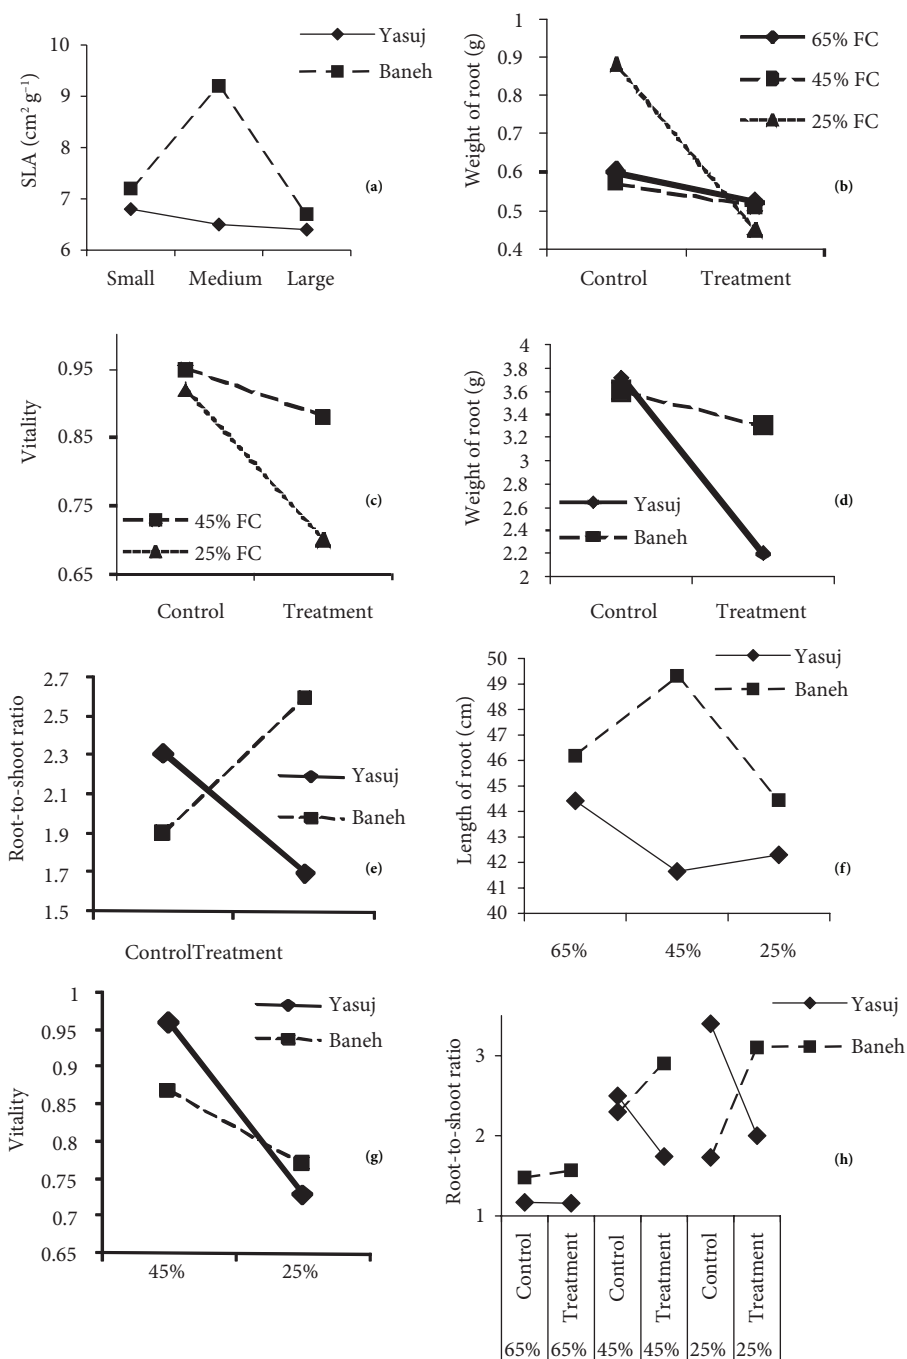 10
9
8
7
6
SLA (cm² g⁻¹)
Small Medium Large
Yasuj
Baneh
(a)
1
0.9
0.8
0.7
0.6
0.5
0.4
Weight of root (g)
Control Treatment
65% FC
45% FC
25% FC
(b)
0.95
0.85
0.75
0.65
Vitality
45% FC
25% FC
Control Treatment
(c)
4
3.8
3.6
3.4
3.2
3
2.8
2.6
2.4
2.2
2
Weight of root (g)
Yasuj
Baneh
Control Treatment
(d)
2.7
2.5
2.3
2.1
1.9
1.7
1.5
Root-to-shoot ratio
Yasuj
Baneh
ControlTreatment
(e)
50
49
48
47
46
45
44
43
42
41
40
Length of root (cm)
Yasuj
Baneh
65% 45% 25%
(f)
1
0.95
0.9
0.85
0.8
0.75
0.7
0.65
Vitality
Yasuj
Baneh
45% 25%
(g)
3
2
1
Root-to-shoot ratio
Yasuj
Baneh
(h)
Control Treatment Control Treatment Control Treatment
65% 65% 45% 45% 25% 25%